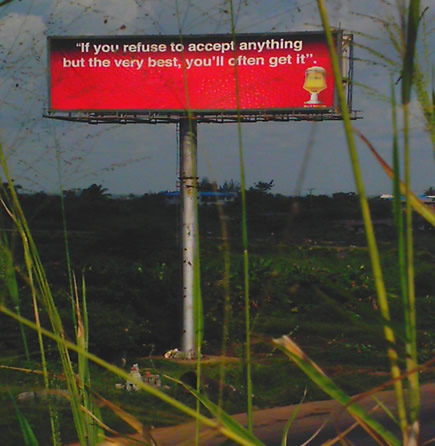 “If you refuse to accept anything
but the very best, you'll often get it”.